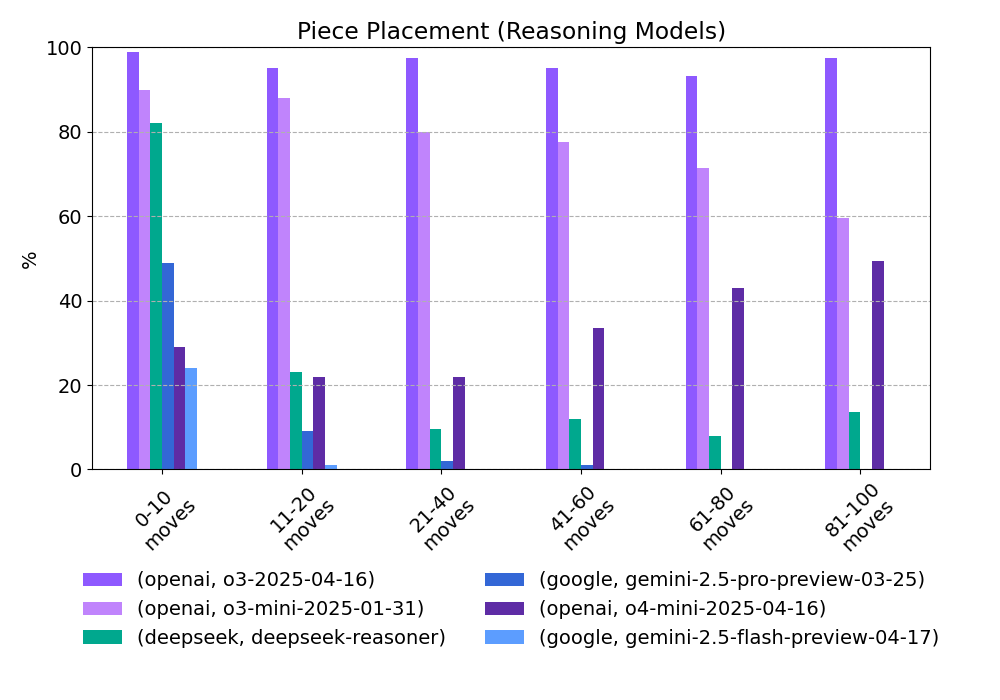 Piece Placement (Reasoning Models)
%
100
80
60
40
20
0
0-10
moves
11-20
moves
21-40
moves
41-60
moves
61-80
moves
81-100
moves
(openai, o3-2025-04-16)
(openai, o3-mini-2025-01-31)
(deepseek, deepseek-reasoner)
(google, gemini-2.5-pro-preview-03-25)
(openai, o4-mini-2025-04-16)
(google, gemini-2.5-flash-preview-04-17)